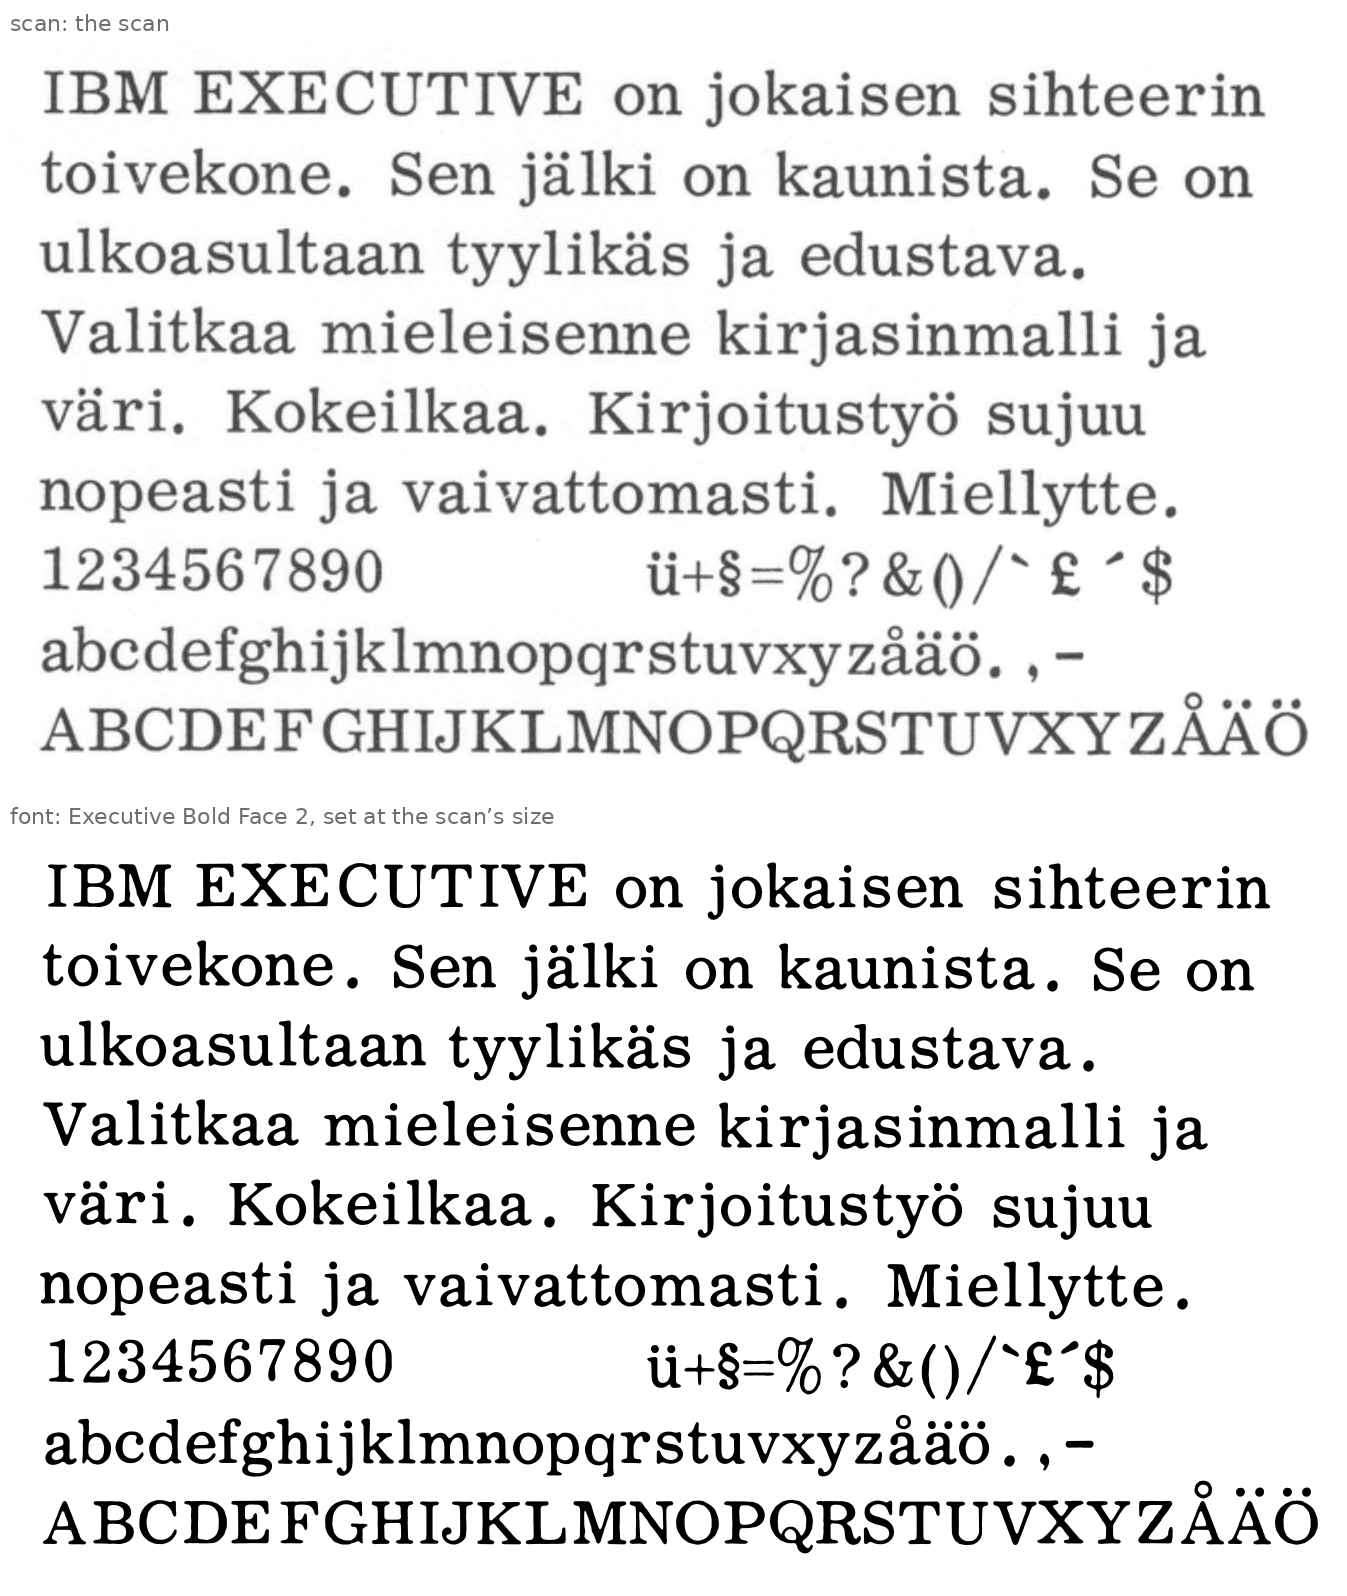 scan: the scan
IBM EXECUTIVE on jokaisen sihteerin
toivekone. Sen jälki on kaunista. Se on
ulkoasultaan tyylikäs ja edustava.
Valitkaa mieleisenne kirjasinmalli ja
väri. Kokeilkaa. Kirjoitustyö sujuu
nopeasti ja vaivattomasti. Miellytte.
1234567890 ü+§=%?&()/` £ ´ $
abcdefghijklmnopqrstuvxyzåäö. , -
ABCDEFGHIJKLMNOPQRSTUVXYZÅÄÖ
font: Executive Bold Face 2, set at the scan’s size
IBM EXECUTIVE on jokaisen sihteerin
toivekone. Sen jälki on kaunista. Se on
ulkoasultaan tyylikäs ja edustava.
Valitkaa mieleisenne kirjasinmalli ja
väri. Kokeilkaa. Kirjoitustyö sujuu
nopeasti ja vaivattomasti. Miellytte.
1234567890 ü+§=%?&()/`£´$
abcdefghijklmnopqrstuvxyzåäö.,-
ABCDEFGHIJKLMNOPQRSTUVXYZÅÄÖ